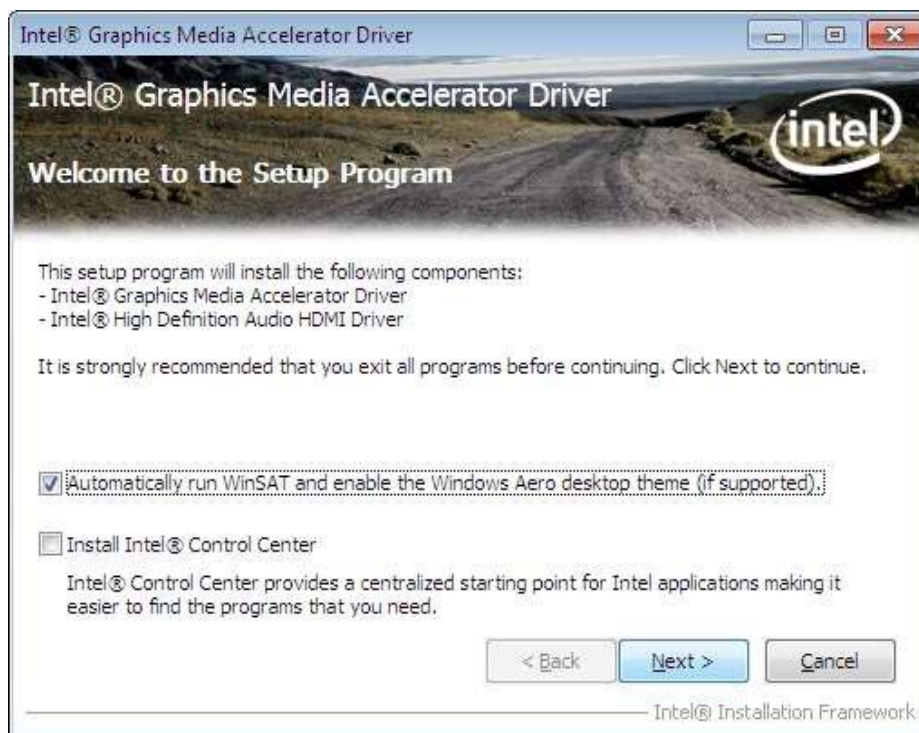 Intel® Graphics Media Accelerator Driver
Intel® Graphics Media Accelerator Driver
intel
Welcome to the Setup Program
This setup program will install the following components:
- Intel® Graphics Media Accelerator Driver
- Intel® High Definition Audio HDMI Driver
It is strongly recommended that you exit all programs before continuing. Click Next to continue.
Automatically run WinSAT and enable the Windows Aero desktop theme (if supported).
Install Intel® Control Center
Intel® Control Center provides a centralized starting point for Intel applications making it
easier to find the programs that you need.
< Back Next > Cancel
Intel® Installation Framework